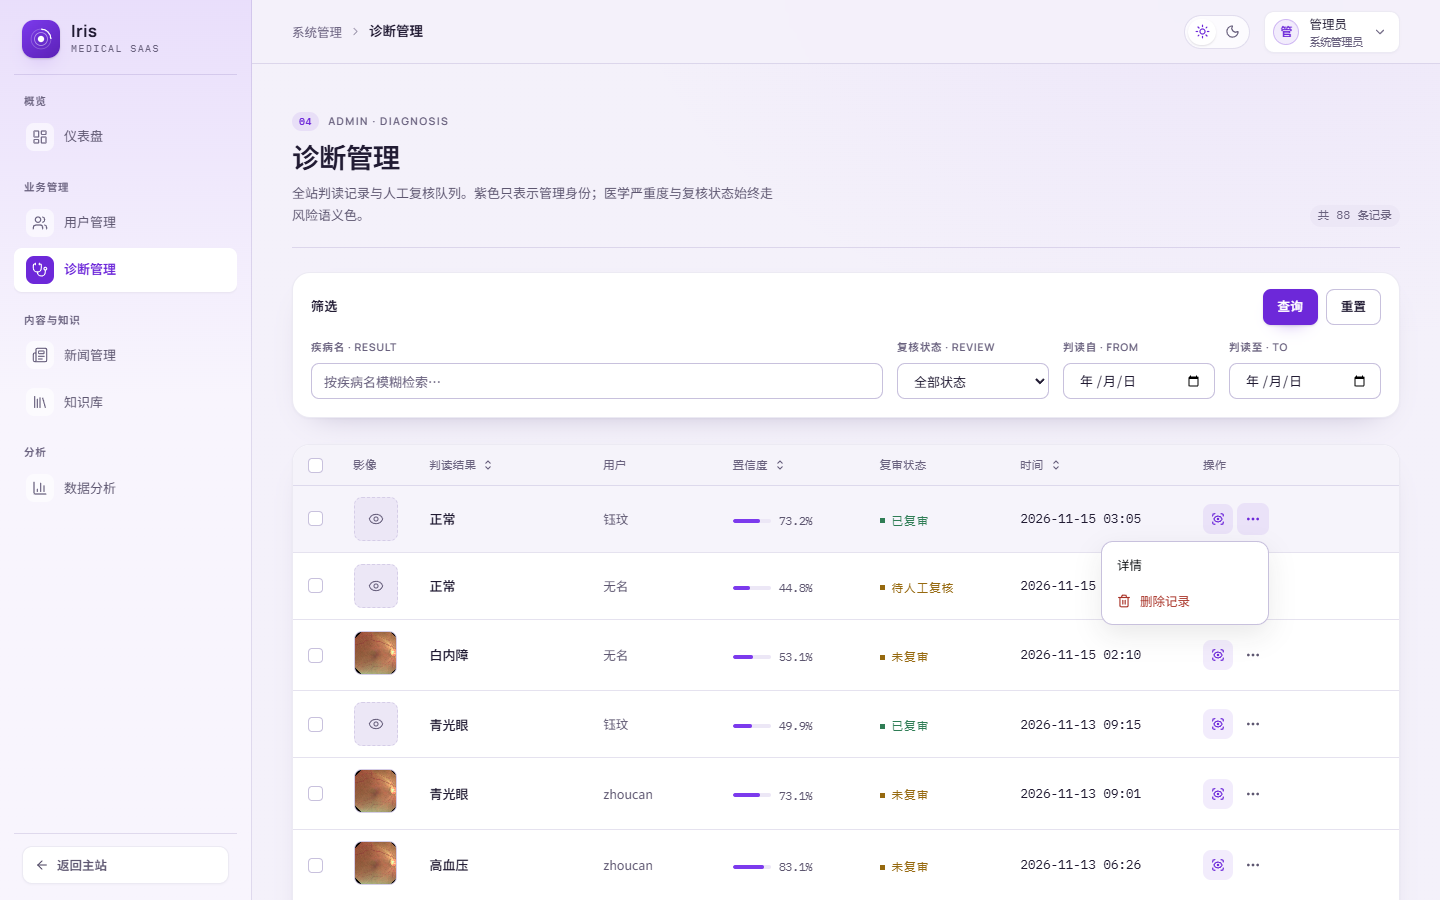 Iris
MEDICAL SAAS
概览
仪表盘
业务管理
用户管理
诊断管理
内容与知识
新闻管理
知识库
分析
数据分析
返回主站
系统管理 > 诊断管理
管 管理员
系统管理员
04 ADMIN · DIAGNOSIS
诊断管理
全站判读记录与人工复核队列。紫色只表示管理身份；医学严重度与复核状态始终走
风险语义色。
共 88 条记录
筛选
查询 重置
疾病名 · RESULT 复核状态 · REVIEW 判读自 · FROM 判读至 · TO
按疾病名模糊检索… 全部状态 年 /月/日 年 /月/日
影像 判读结果 用户 置信度 复审状态 时间 操作
正常 钰玟 73.2% 已复审 2026-11-15 03:05
详情
正常 无名 44.8% 待人工复核 2026-11-15
删除记录
白内障 无名 53.1% 未复审 2026-11-15 02:10
青光眼 钰玟 49.9% 已复审 2026-11-13 09:15
青光眼 zhoucan 73.1% 未复审 2026-11-13 09:01
高血压 zhoucan 83.1% 未复审 2026-11-13 06:26